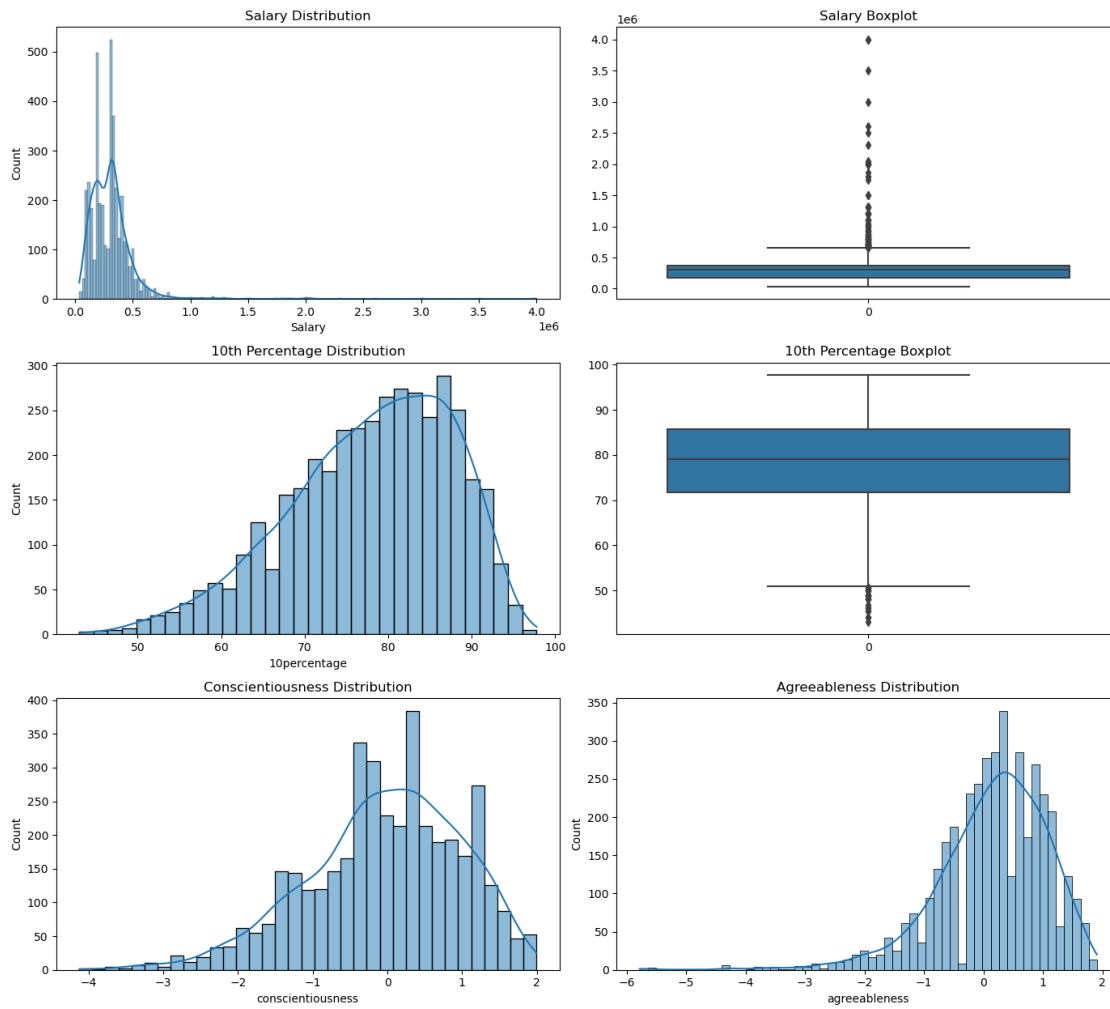 Salary Distribution
Count
500
400
300
200
100
0
0.0 0.5 1.0 1.5 2.0 2.5 3.0 3.5 4.0
1e6
Salary
Salary Boxplot
1e6
4.0
3.5
3.0
2.5
2.0
1.5
1.0
0.5
0.0
0
10th Percentage Distribution
Count
300
250
200
150
100
50
0
50 60 70 80 90 100
10percentage
10th Percentage Boxplot
Count
100
90
80
70
60
50
0
Conscientiousness Distribution
Count
400
350
300
250
200
150
100
50
0
−4 −3 −2 −1 0 1 2
conscientiousness
Agreeableness Distribution
Count
350
300
250
200
150
100
50
0
−6 −5 −4 −3 −2 −1 0 1 2
agreeableness